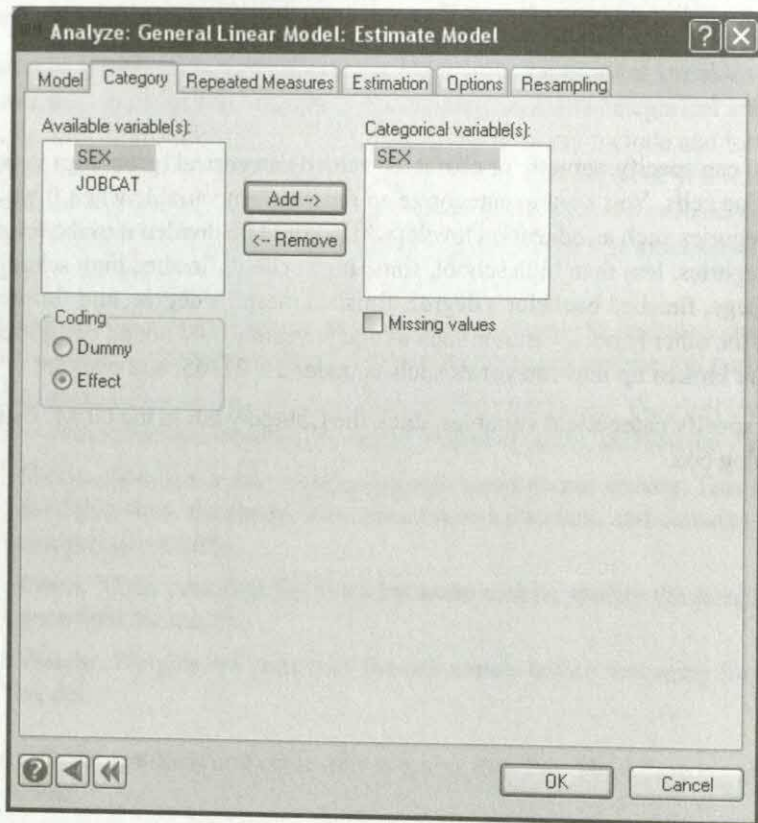 Analyze: General Linear Model: Estimate Model
Model Category Repeated Measures Estimation Options Resampling
Available variable(s):
SEX
JOBCAT
Add -->
<-- Remove
Categorical variable(s):
SEX
Missing values
Coding
Dummy
Effect
OK Cancel